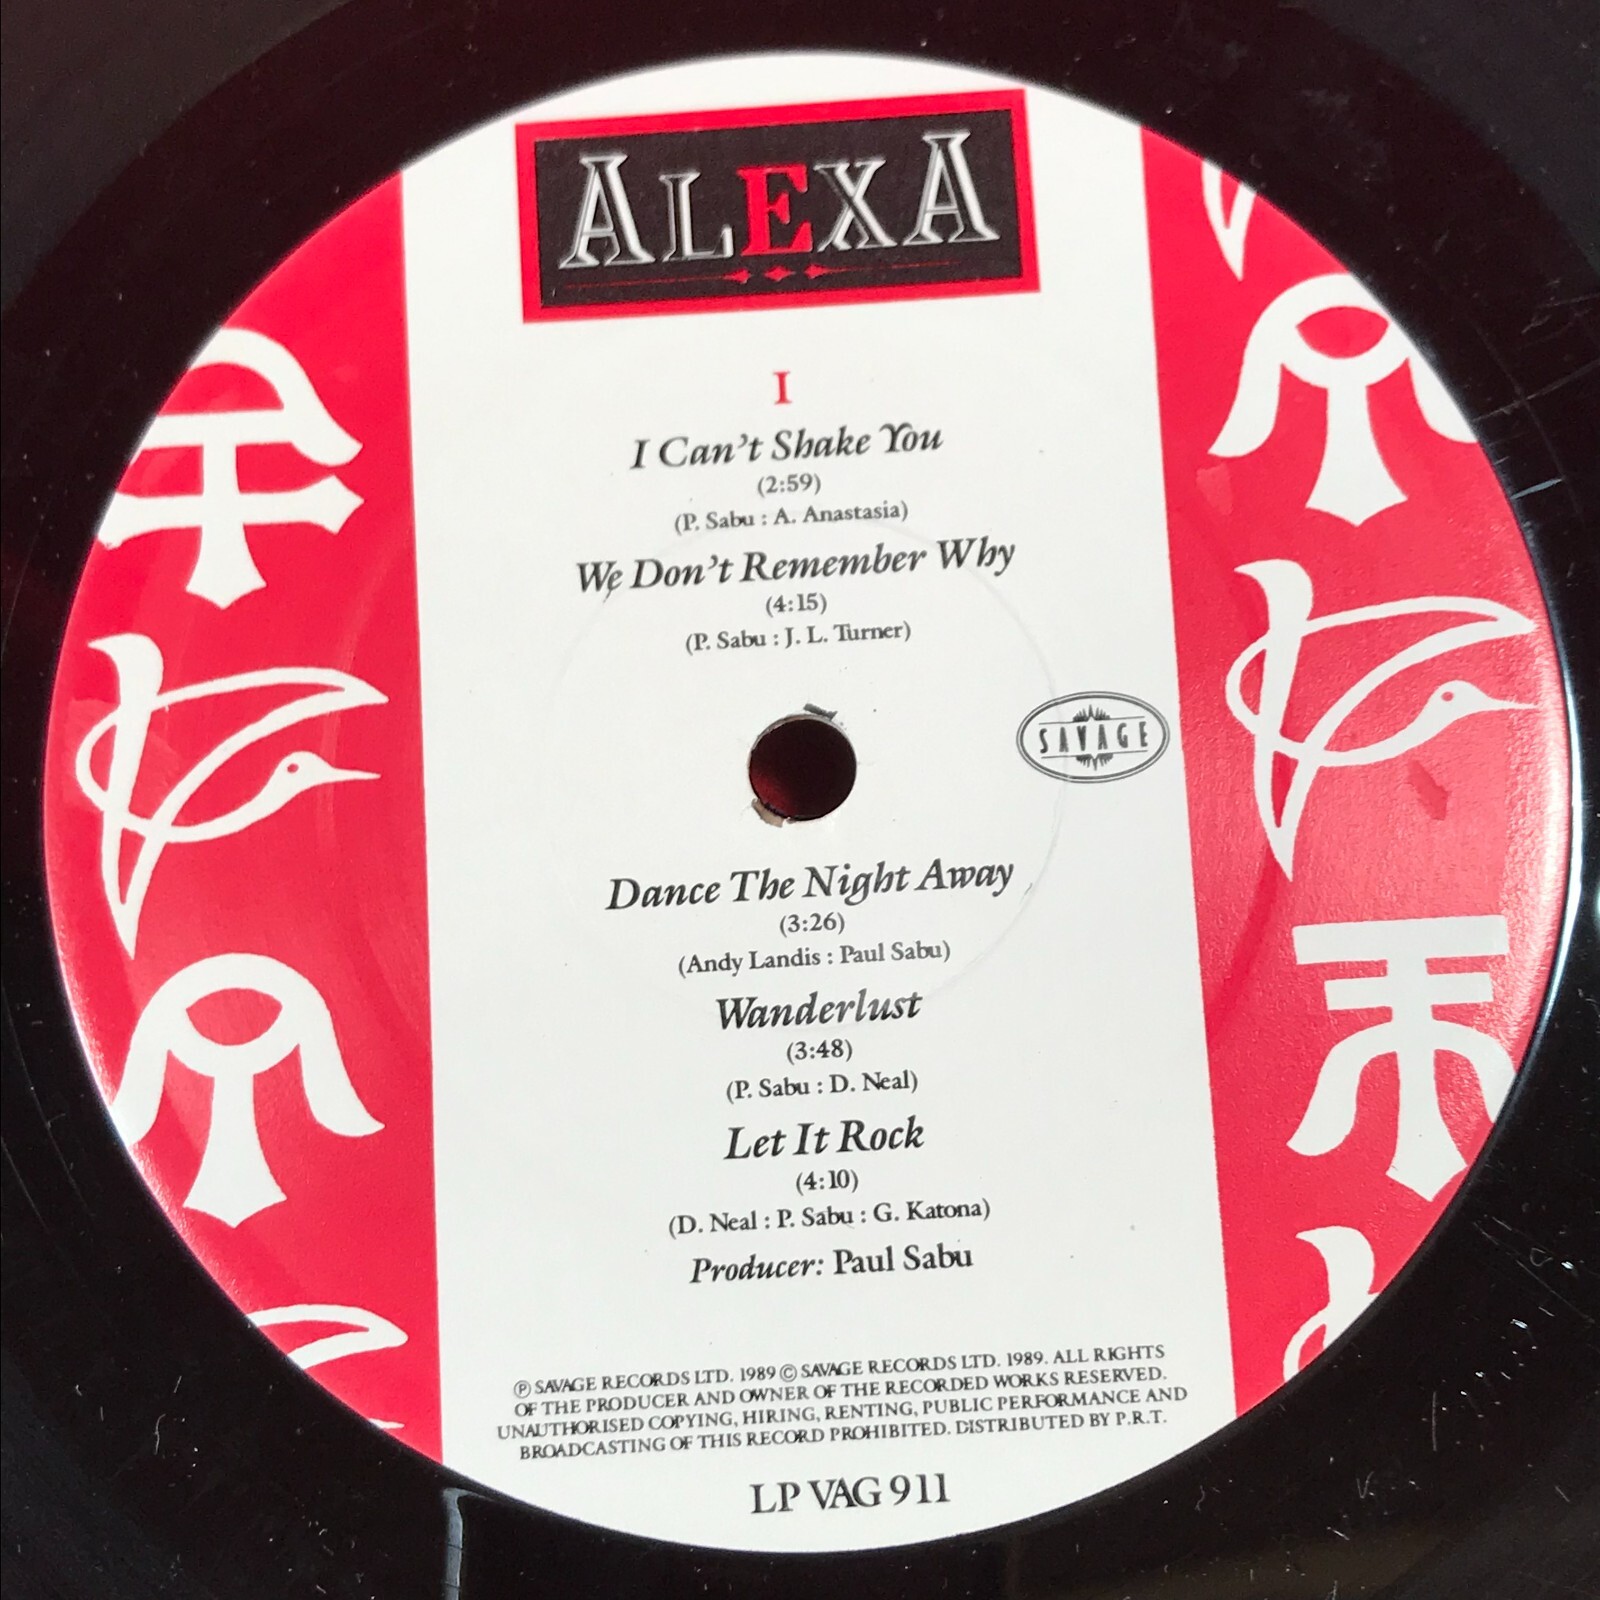 ALEXA
I
I Can't Shake You
(2:59)
(P. Sabu : A. Anastasia)
We Don't Remember Why
(4:15)
(P. Sabu : J. L. Turner)
SAVAGE
Dance The Night Away
(3:26)
(Andy Landis : Paul Sabu)
Wanderlust
(3:48)
(P. Sabu : D. Neal)
Let It Rock
(4:10)
(D. Neal : P. Sabu : G. Katona)
Producer: Paul Sabu
Ⓟ SAVAGE RECORDS LTD. 1989 © SAVAGE RECORDS LTD. 1989. ALL RIGHTS
OF THE PRODUCER AND OWNER OF THE RECORDED WORKS RESERVED.
UNAUTHORISED COPYING, HIRING, RENTING, PUBLIC PERFORMANCE AND
BROADCASTING OF THIS RECORD PROHIBITED. DISTRIBUTED BY P.R.T.
LP VAG 911